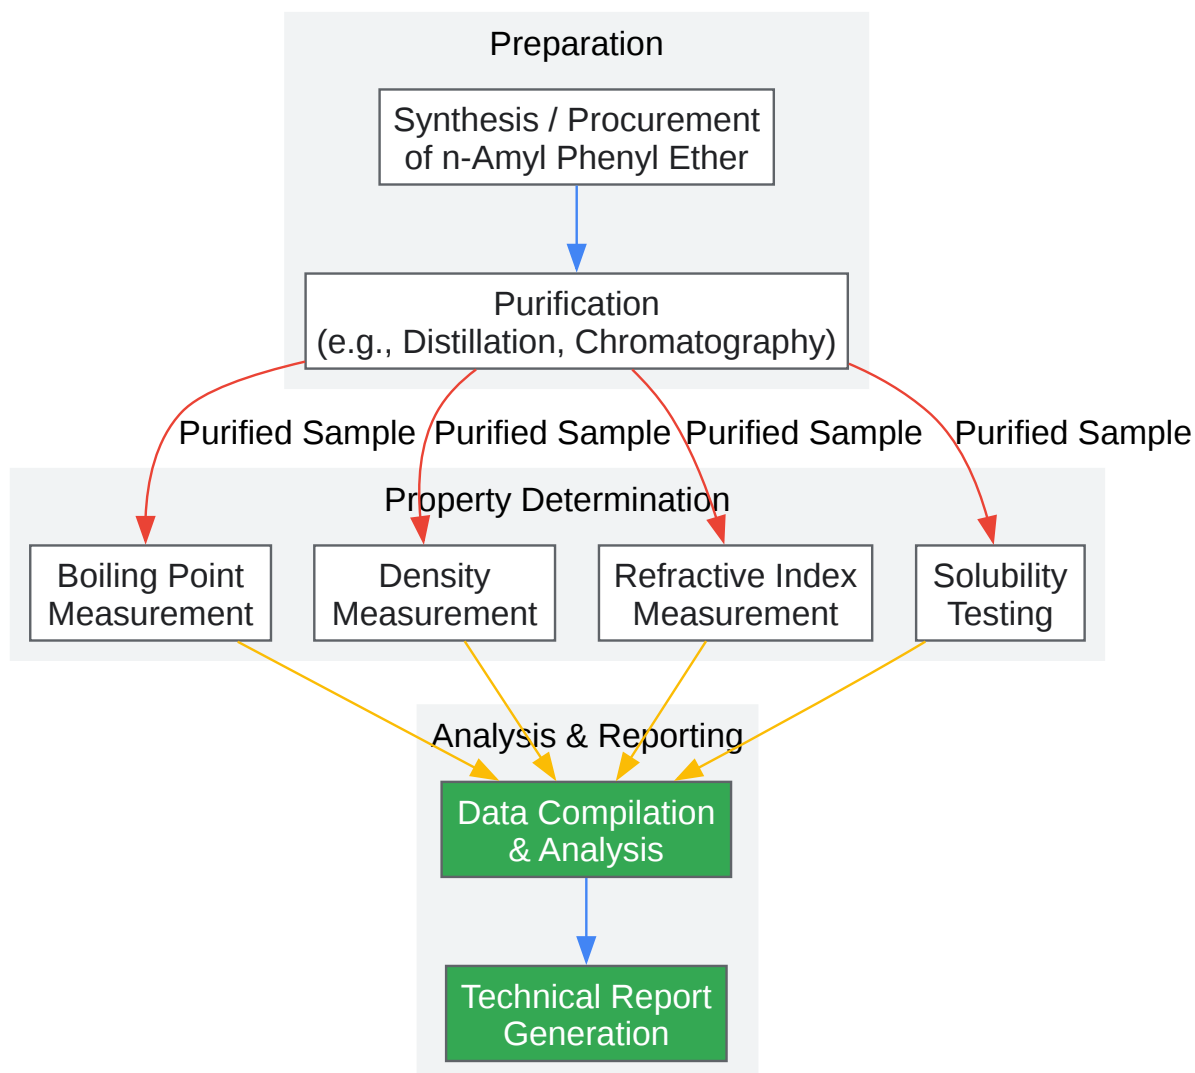 Preparation
Synthesis / Procurement
of n-Amyl Phenyl Ether
Purification
(e.g., Distillation, Chromatography)
Purified Sample
Purified Sample
Purified Sample
Purified Sample
Property Determination
Boiling Point
Measurement
Density
Measurement
Refractive Index
Measurement
Solubility
Testing
Analysis & Reporting
Data Compilation
& Analysis
Technical Report
Generation